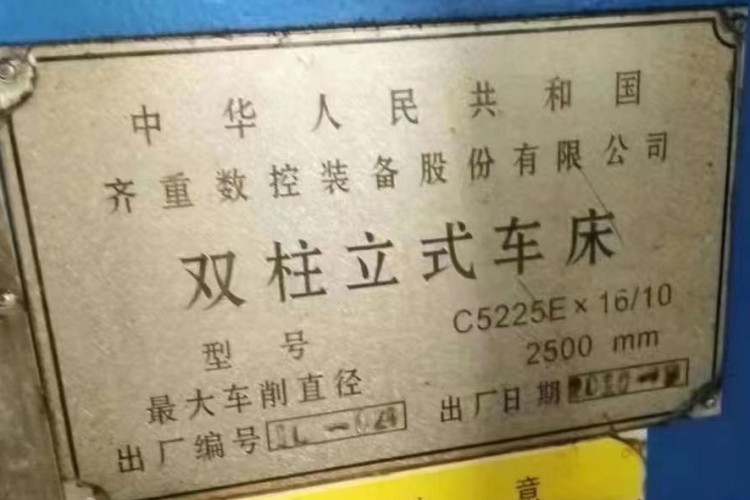 中华人民共和国
齐重数控装备股份有限公司
双柱立式车床
型号 C5225E×16/10
最大车削直径 2500 mm
出厂编号 出厂日期
意